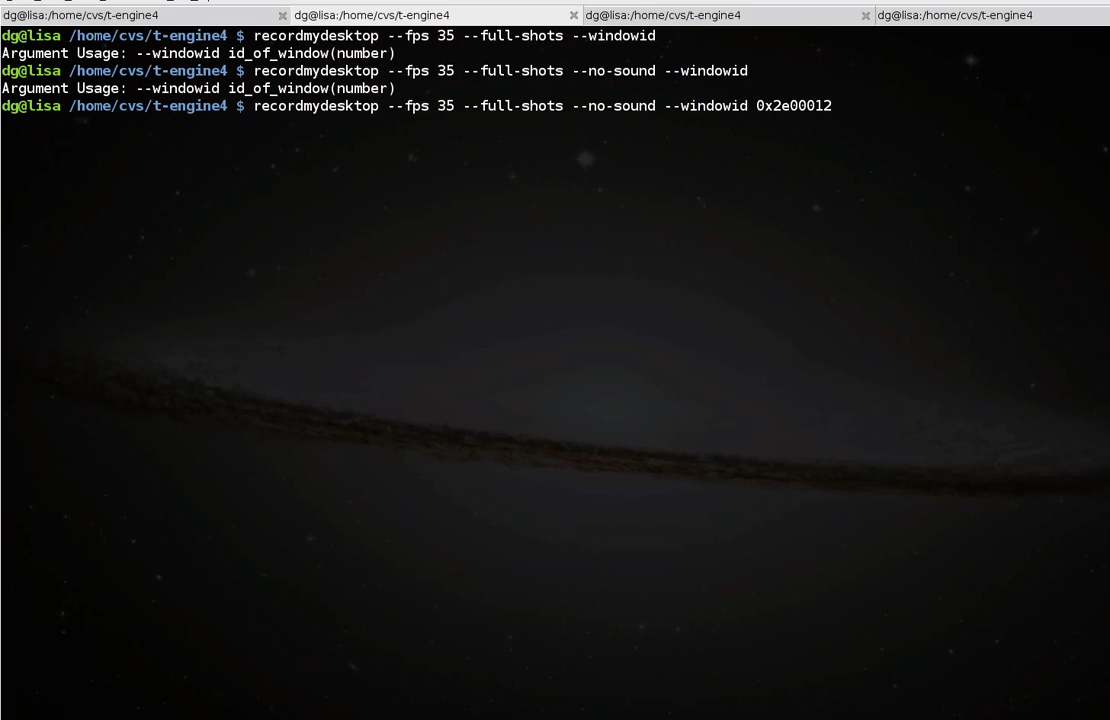 dg@lisa:/home/cvs/t-engine4 dg@lisa:/home/cvs/t-engine4 dg@lisa:/home/cvs/t-engine4 dg@lisa:/home/cvs/t-engine4
dg@lisa /home/cvs/t-engine4 $ recordmydesktop --fps 35 --full-shots --windowid
Argument Usage: --windowid id_of_window(number)
dg@lisa /home/cvs/t-engine4 $ recordmydesktop --fps 35 --full-shots --no-sound --windowid
Argument Usage: --windowid id_of_window(number)
dg@lisa /home/cvs/t-engine4 $ recordmydesktop --fps 35 --full-shots --no-sound --windowid 0x2e00012